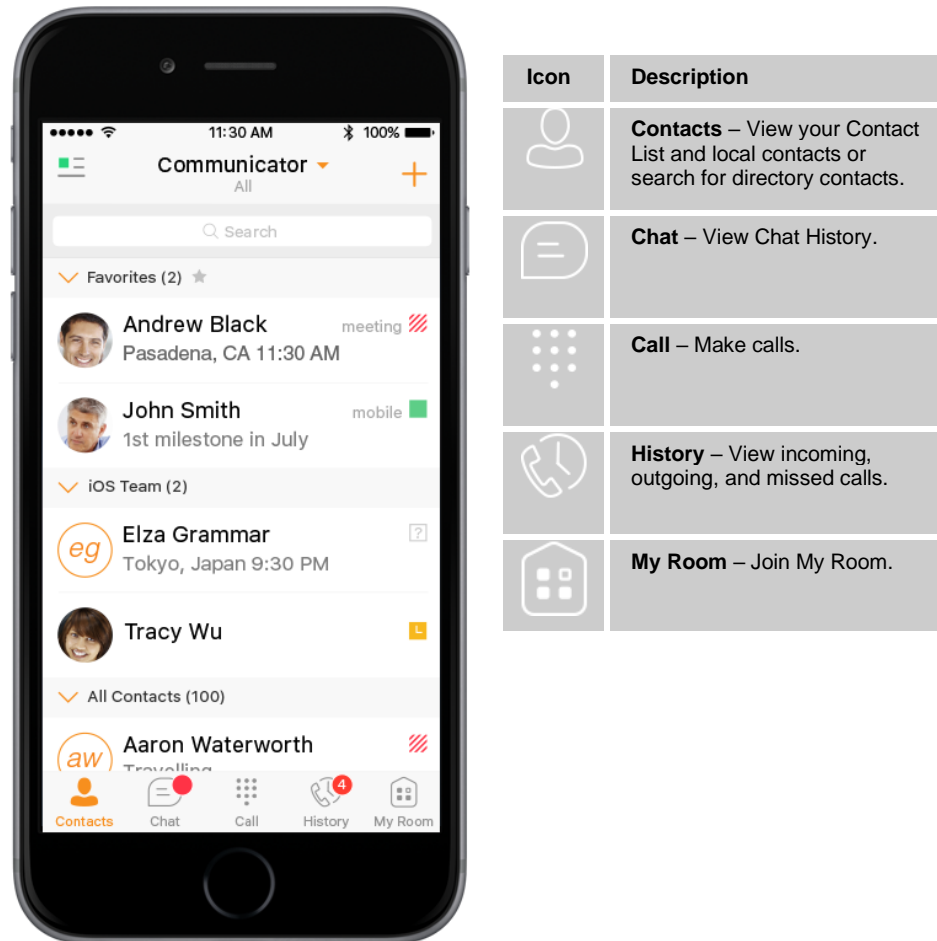 11:30 AM
100%
Communicator
All
Search
Favorites (2)
Andrew Black
meeting
Pasadena, CA 11:30 AM
John Smith
mobile
1st milestone in July
iOS Team (2)
eg
Elza Grammar
?
Tokyo, Japan 9:30 PM
Tracy Wu
All Contacts (100)
aw
Aaron Waterworth
Travelling
4
Contacts
Chat
Call
History
My Room
Icon
Description
Contacts – View your Contact
List and local contacts or
search for directory contacts.
Chat – View Chat History.
Call – Make calls.
History – View incoming,
outgoing, and missed calls.
My Room – Join My Room.